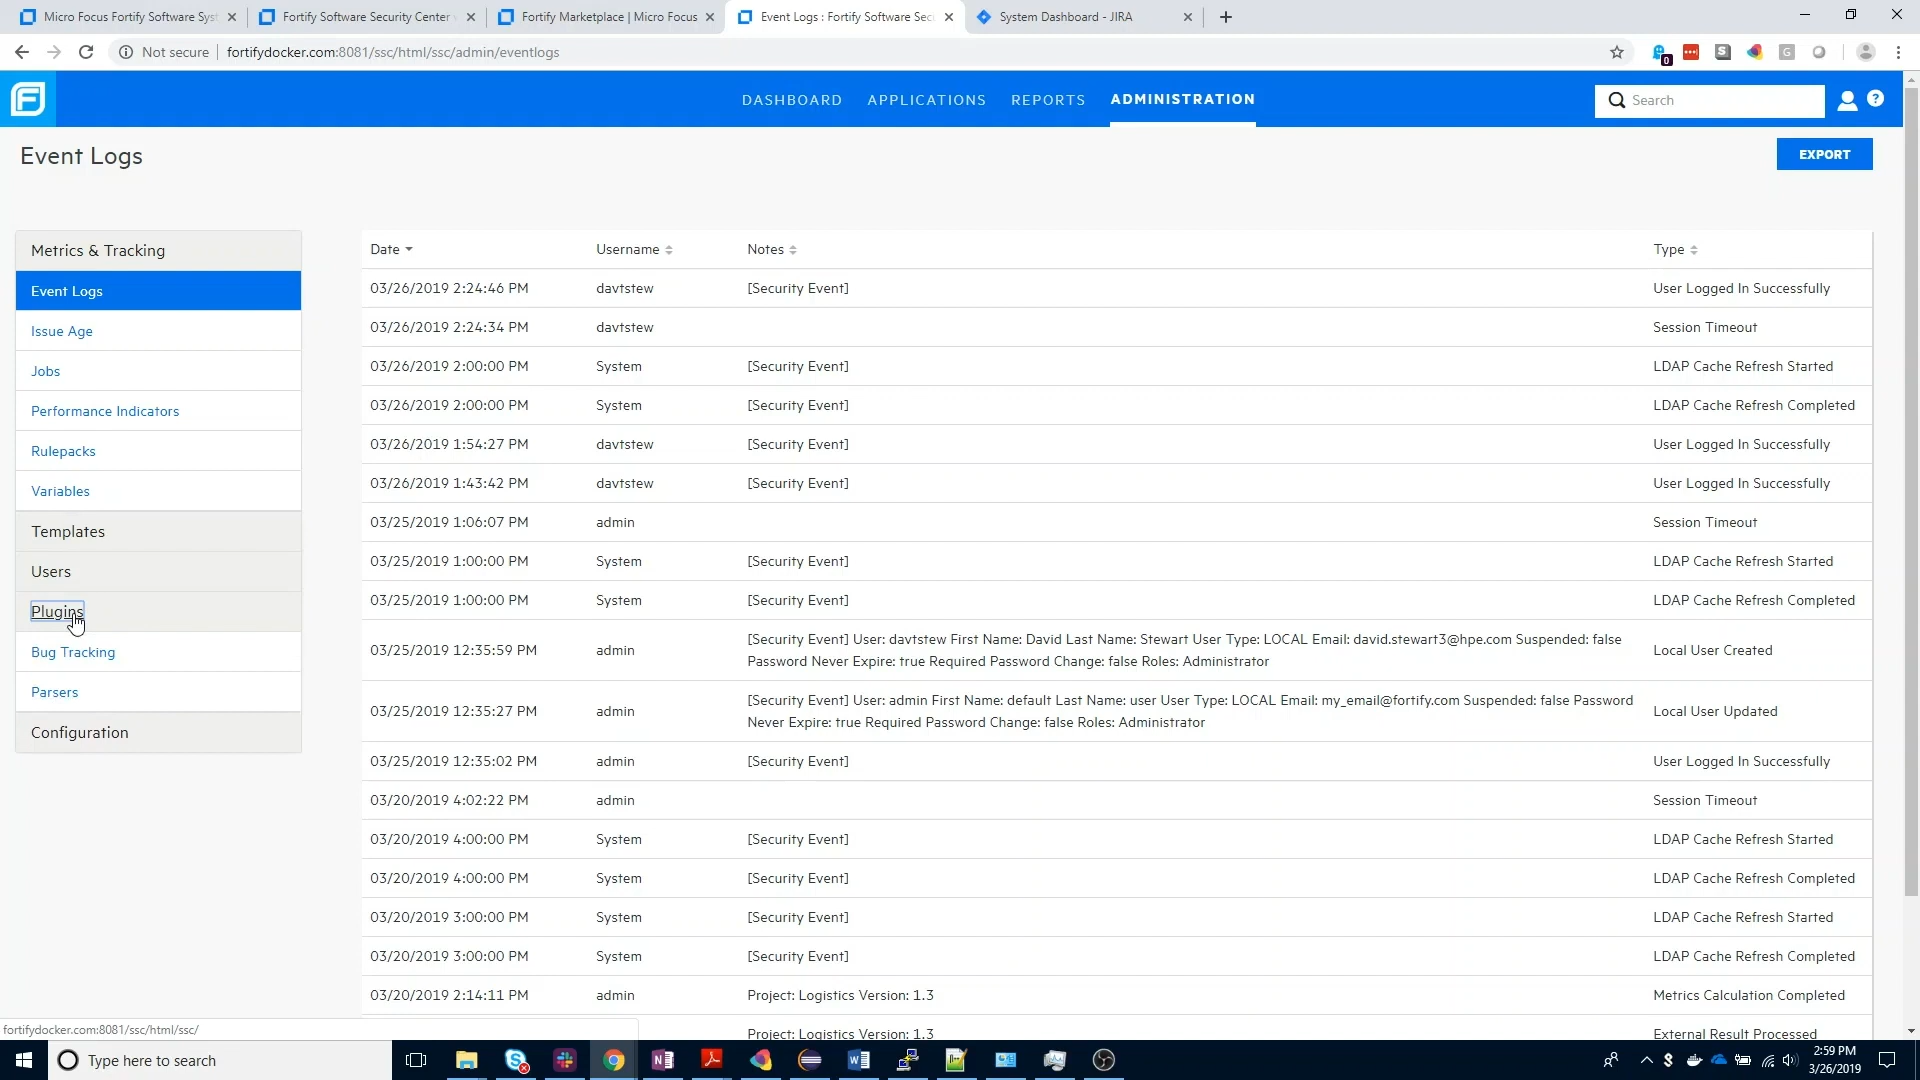 Micro Focus Fortify Software Syst
Fortify Software Security Center
Fortify Marketplace | Micro Focus
Event Logs : Fortify Software Sec
System Dashboard - JIRA
Not secure
fortifydocker.com:8081/ssc/html/ssc/admin/eventlogs
0
S
G
F
DASHBOARD
APPLICATIONS
REPORTS
ADMINISTRATION
Search
?
Event Logs
EXPORT
Metrics & Tracking
Event Logs
Issue Age
Jobs
Performance Indicators
Rulepacks
Variables
Templates
Users
Plugins
Bug Tracking
Parsers
Configuration
Date Username Notes Type
03/26/2019 2:24:46 PM davtstew [Security Event] User Logged In Successfully
03/26/2019 2:24:34 PM davtstew Session Timeout
03/26/2019 2:00:00 PM System [Security Event] LDAP Cache Refresh Started
03/26/2019 2:00:00 PM System [Security Event] LDAP Cache Refresh Completed
03/26/2019 1:54:27 PM davtstew [Security Event] User Logged In Successfully
03/26/2019 1:43:42 PM davtstew [Security Event] User Logged In Successfully
03/25/2019 1:06:07 PM admin Session Timeout
03/25/2019 1:00:00 PM System [Security Event] LDAP Cache Refresh Started
03/25/2019 1:00:00 PM System [Security Event] LDAP Cache Refresh Completed
03/25/2019 12:35:59 PM admin [Security Event] User: davtstew First Name: David Last Name: Stewart User Type: LOCAL Email: david.stewart3@hpe.com Suspended: false
Password Never Expire: true Required Password Change: false Roles: Administrator Local User Created
03/25/2019 12:35:27 PM admin [Security Event] User: admin First Name: default Last Name: user User Type: LOCAL Email: my_email@fortify.com Suspended: false Password
Never Expire: true Required Password Change: false Roles: Administrator Local User Updated
03/25/2019 12:35:02 PM admin [Security Event] User Logged In Successfully
03/20/2019 4:02:22 PM admin Session Timeout
03/20/2019 4:00:00 PM System [Security Event] LDAP Cache Refresh Started
03/20/2019 4:00:00 PM System [Security Event] LDAP Cache Refresh Completed
03/20/2019 3:00:00 PM System [Security Event] LDAP Cache Refresh Started
03/20/2019 3:00:00 PM System [Security Event] LDAP Cache Refresh Completed
03/20/2019 2:14:11 PM admin Project: Logistics Version: 1.3 Metrics Calculation Completed
Project: Logistics Version: 1.3 External Result Processed
fortifydocker.com:8081/ssc/html/ssc/
Type here to search
2:59 PM
3/26/2019